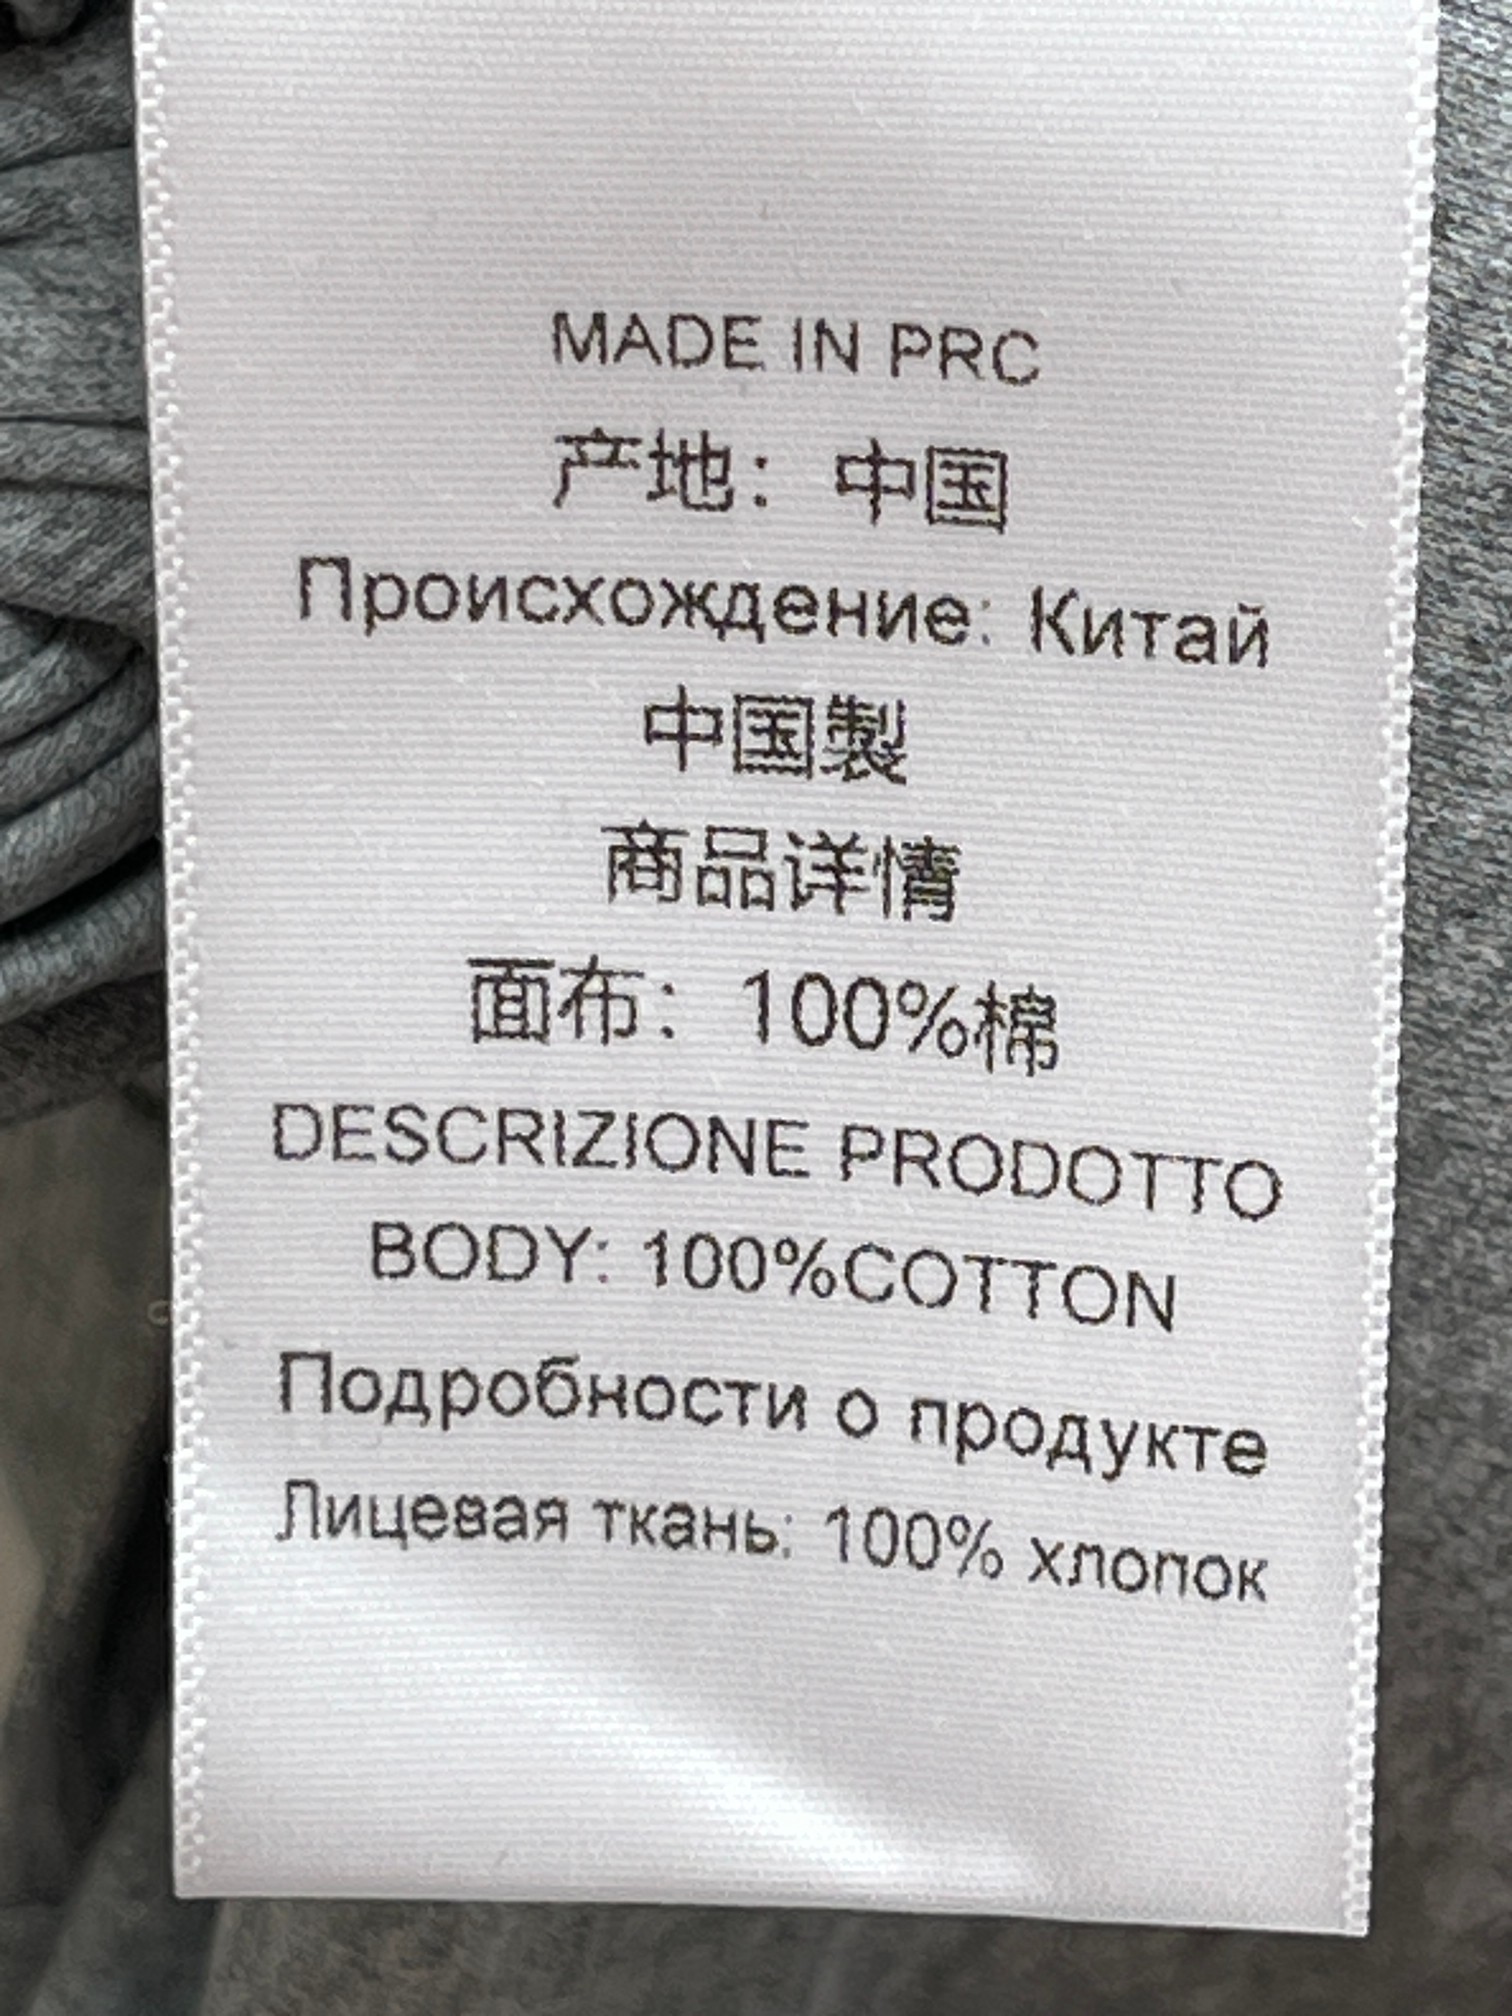 MADE IN PRC
产地：中国
Происхождение: Китай
中国製
商品详情
面布：100%棉
DESCRIZIONE PRODOTTO
BODY: 100%COTTON
Подробности о продукте
Лицевая ткань: 100% хлопок